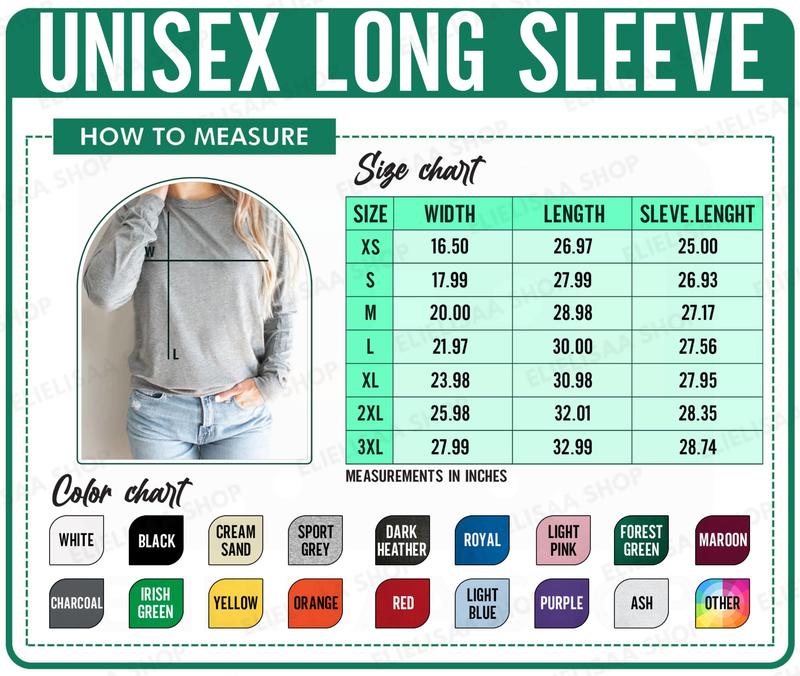 UNISEX LONG SLEEVE
HOW TO MEASURE
Size chart
W
L
SIZE WIDTH LENGTH SLEVE.LENGHT
XS 16.50 26.97 25.00
S 17.99 27.99 26.93
M 20.00 28.98 27.17
L 21.97 30.00 27.56
XL 23.98 30.98 27.95
2XL 25.98 32.01 28.35
3XL 27.99 32.99 28.74
MEASUREMENTS IN INCHES
Color chart
WHITE
BLACK
CREAM
SAND
SPORT
GREY
DARK
HEATHER
ROYAL
LIGHT
PINK
FOREST
GREEN
MAROON
CHARCOAL
IRISH
GREEN
YELLOW
ORANGE
RED
LIGHT
BLUE
PURPLE
ASH
OTHER
ELIELISAA SHOP